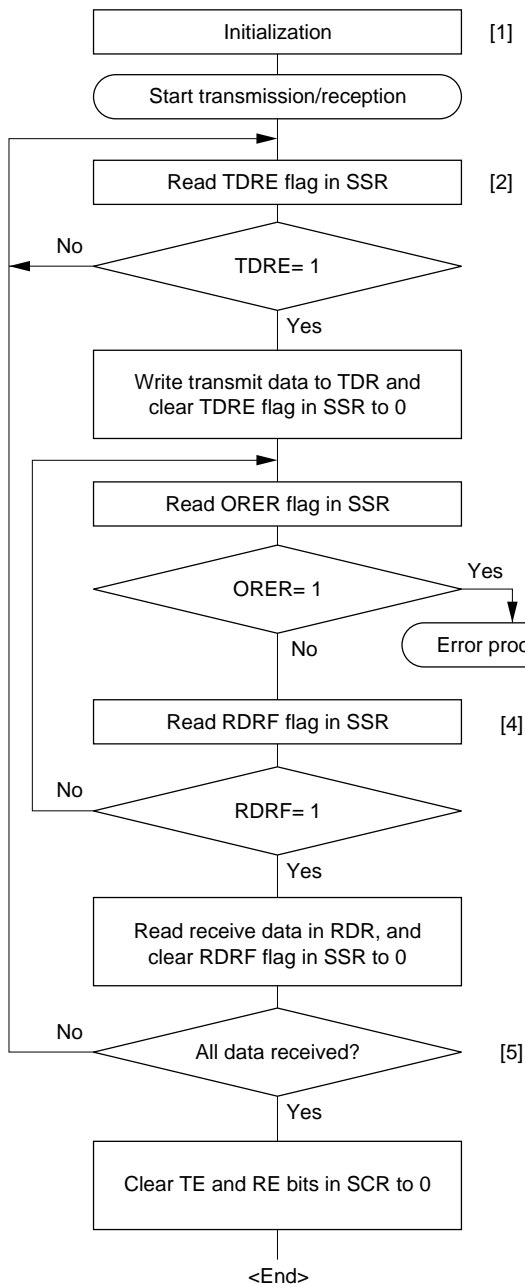 Initialization [1]
Start transmission/reception
Read TDRE flag in SSR [2]
No
TDRE= 1
Yes
Write transmit data to TDR and
clear TDRE flag in SSR to 0
Read ORER flag in SSR
Yes
ORER= 1
No
Error
Read RDRF flag in SSR [4]
No
RDRF= 1
Yes
Read receive data in RDR, and
clear RDRF flag in SSR to 0
No
All data received? [5]
Yes
Clear TE and RE bits in SCR to 0
<End>